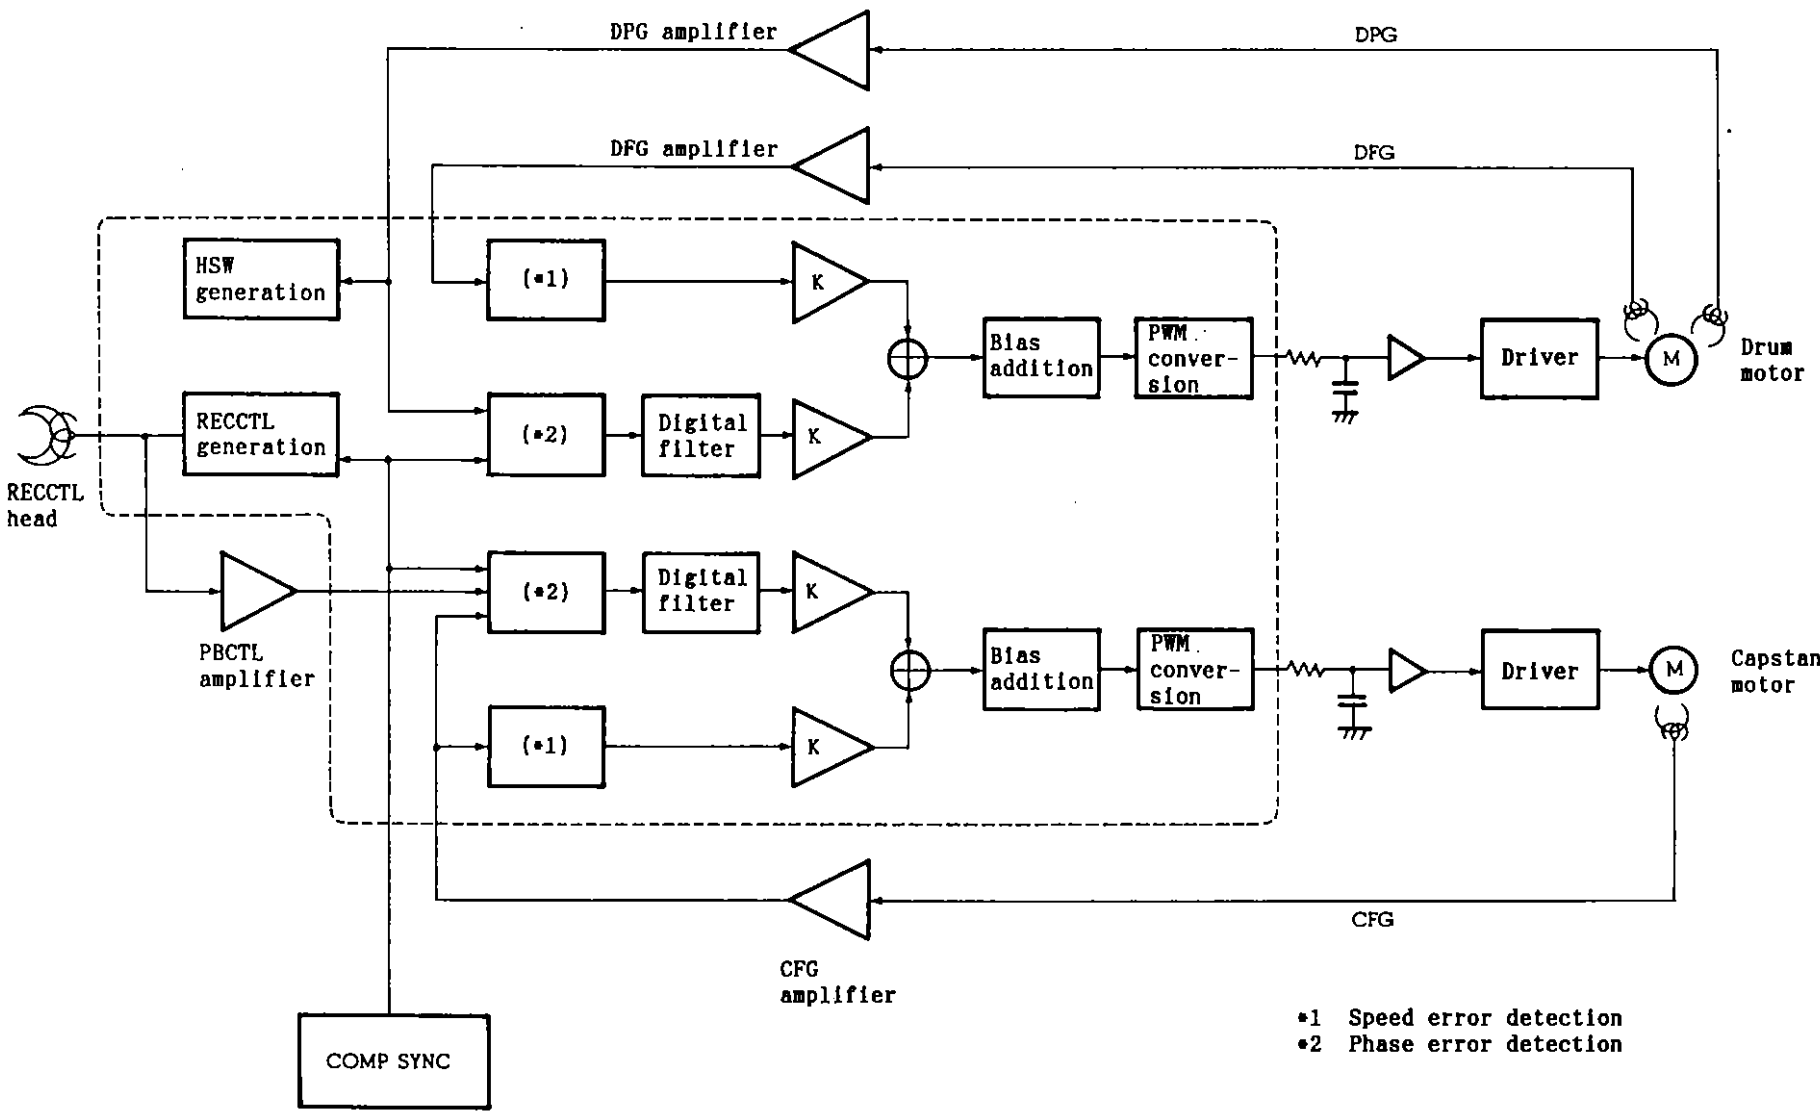 DPG amplifier
DPG
DFG amplifier
DFG
HSW
generation
(*1)
K
Bias
addition
PWM
conver-
sion
Driver
M
Drum
motor
RECCTL
generation
(*2)
Digital
filter
K
RECCTL
head
(*2)
Digital
filter
K
PBCTL
amplifier
Bias
addition
PWM
conver-
sion
Driver
M
Capstan
motor
(*1)
K
CFG
CFG
amplifier
COMP SYNC
*1 Speed error detection
*2 Phase error detection